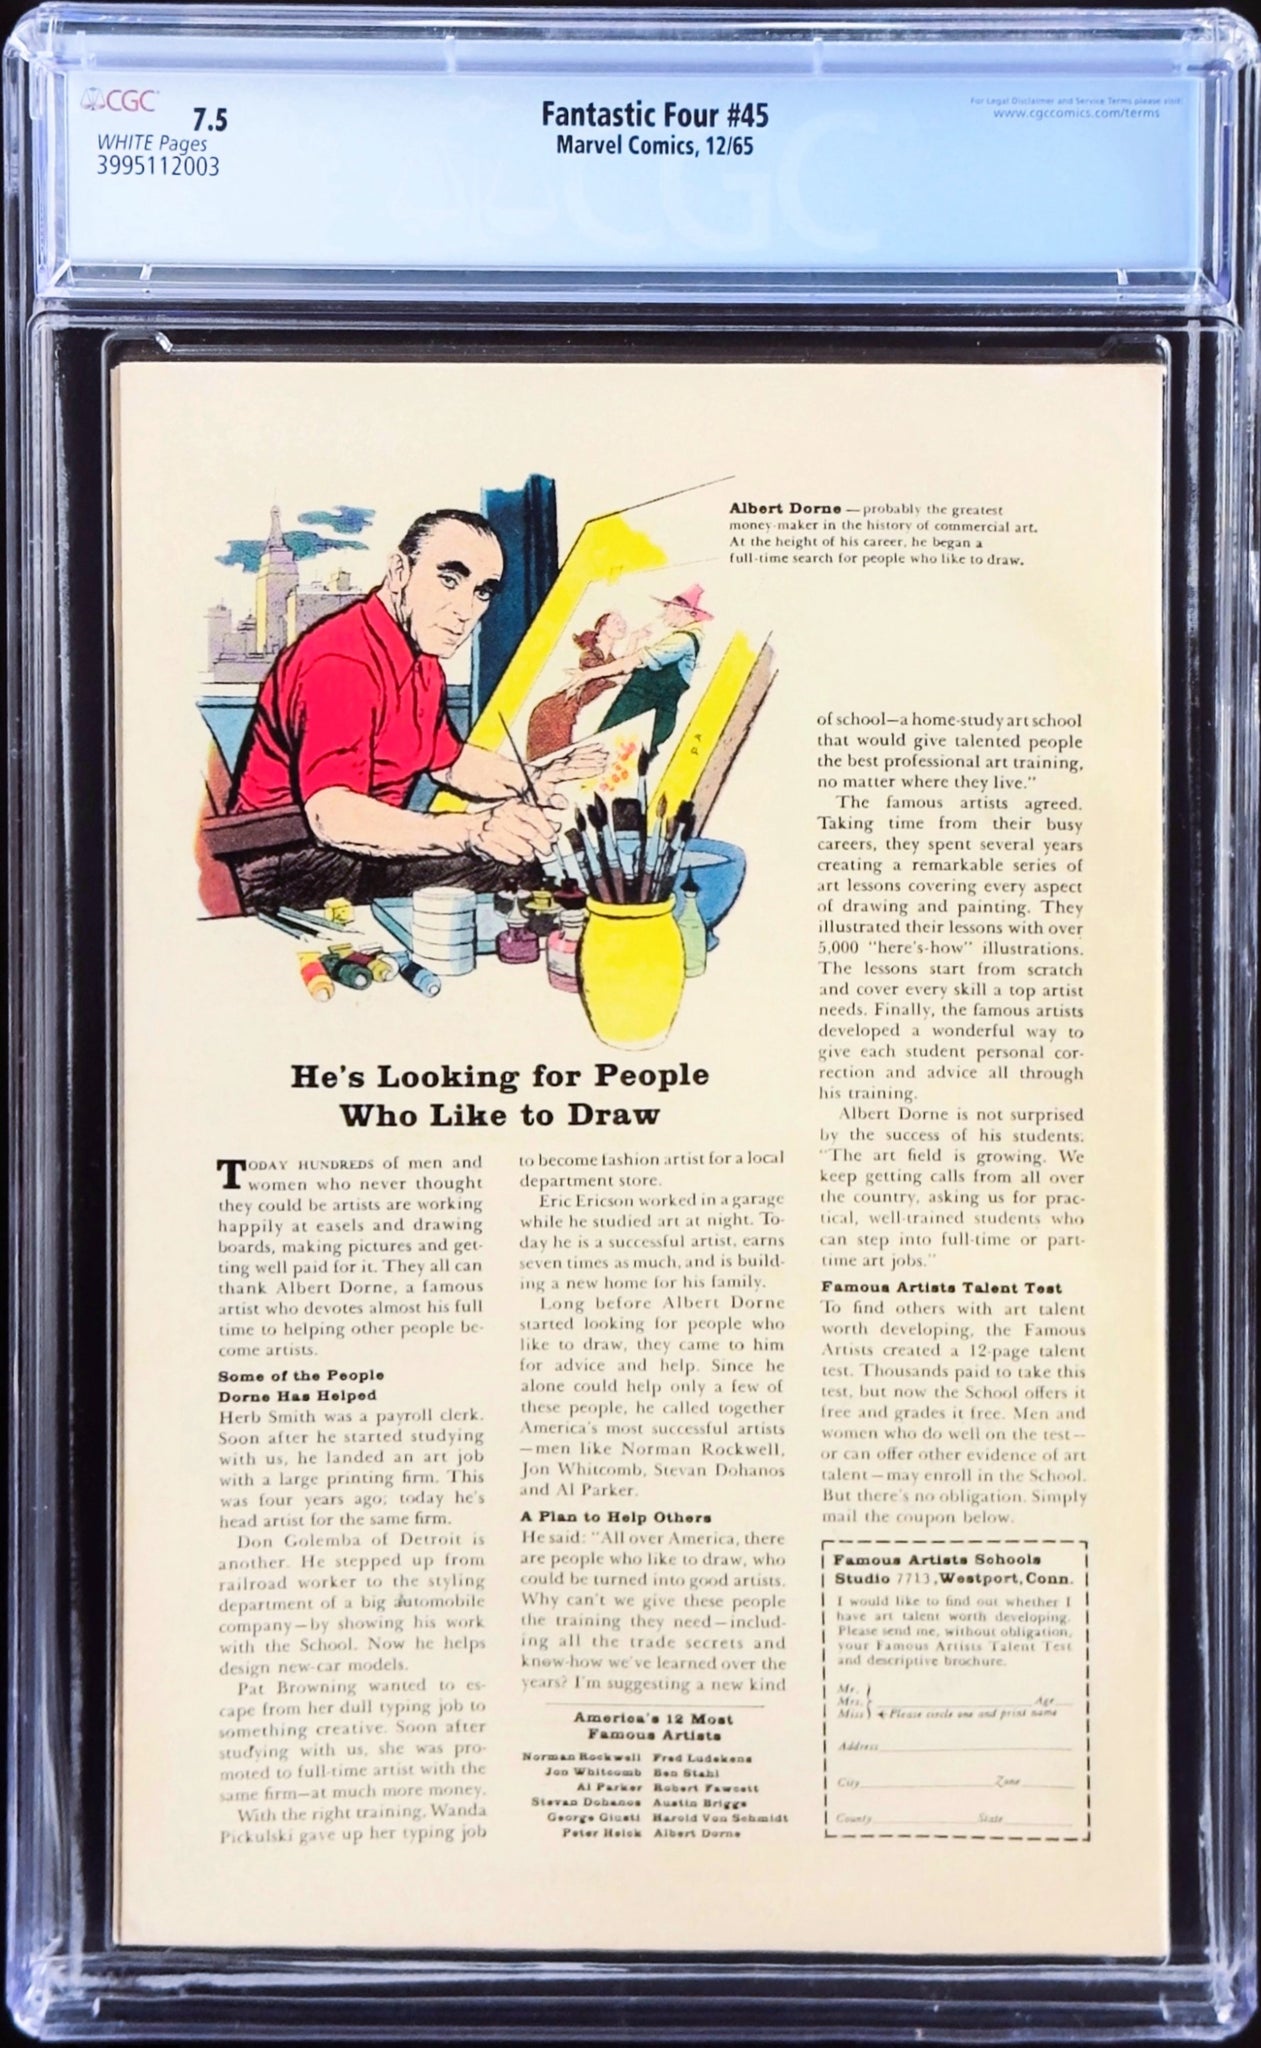 CGC
7.5
WHITE Pages
3995112003
Fantastic Four #45
Marvel Comics, 12/65
For Legal Disclaimer and Service Terms please visit:
www.cgccomics.com/terms
CGC
Albert Dorne — probably the greatest
money-maker in the history of commercial art.
At the height of his career, he began a
full-time search for people who like to draw.
He's Looking for People
Who Like to Draw
TODAY HUNDREDS of men and
women who never thought
they could be artists are working
happily at easels and drawing
boards, making pictures and get-
ting well paid for it. They all can
thank Albert Dorne, a famous
artist who devotes almost his full
time to helping other people be-
come artists.
Some of the People
Dorne Has Helped
Herb Smith was a payroll clerk.
Soon after he started studying
with us, he landed an art job
with a large printing firm. This
was four years ago; today he's
head artist for the same firm.
Don Golemba of Detroit is
another. He stepped up from
railroad worker to the styling
department of a big automobile
company—by showing his work
with the School. Now he helps
design new-car models.
Pat Browning wanted to es-
cape from her dull typing job to
something creative. Soon after
studying with us, she was pro-
moted to full-time artist with the
same firm—at much more money.
With the right training, Wanda
Pickulski gave up her typing job
to become fashion artist for a local
department store.
Eric Ericson worked in a garage
while he studied art at night. To-
day he is a successful artist, earns
seven times as much, and is build-
ing a new home for his family.
Long before Albert Dorne
started looking for people who
like to draw, they came to him
for advice and help. Since he
alone could help only a few of
these people, he called together
America's most successful artists
—men like Norman Rockwell,
Jon Whitcomb, Stevan Dohanos
and Al Parker.
A Plan to Help Others
He said: "All over America, there
are people who like to draw, who
could be turned into good artists.
Why can't we give these people
the training they need—includ-
ing all the trade secrets and
know-how we've learned over the
years? I'm suggesting a new kind
America's 12 Most
Famous Artists
Norman Rockwell Fred Ludekens
Jon Whitcomb Ben Stahl
Al Parker Robert Fawcett
Stevan Dohanos Austin Briggs
George Giusti Harold Von Schmidt
Peter Helck Albert Dorne
of school—a home-study art school
that would give talented people
the best professional art training,
no matter where they live."
The famous artists agreed.
Taking time from their busy
careers, they spent several years
creating a remarkable series of
art lessons covering every aspect
of drawing and painting. They
illustrated their lessons with over
5,000 "here's-how" illustrations.
The lessons start from scratch
and cover every skill a top artist
needs. Finally, the famous artists
developed a wonderful way to
give each student personal cor-
rection and advice all through
his training.
Albert Dorne is not surprised
by the success of his students:
"The art field is growing. We
keep getting calls from all over
the country, asking us for prac-
tical, well-trained students who
can step into full-time or part-
time art jobs."
Famous Artists Talent Test
To find others with art talent
worth developing, the Famous
Artists created a 12-page talent
test. Thousands paid to take this
test, but now the School offers it
free and grades it free. Men and
women who do well on the test—
or can offer other evidence of art
talent—may enroll in the School.
But there's no obligation. Simply
mail the coupon below.
Famous Artists Schools
Studio 7713, Westport, Conn.
I would like to find out whether I
have art talent worth developing.
Please send me, without obligation,
your Famous Artists Talent Test
and descriptive brochure.
Mr.
Mrs. Age
Miss Please circle one and print name
Address
City Zone
County State